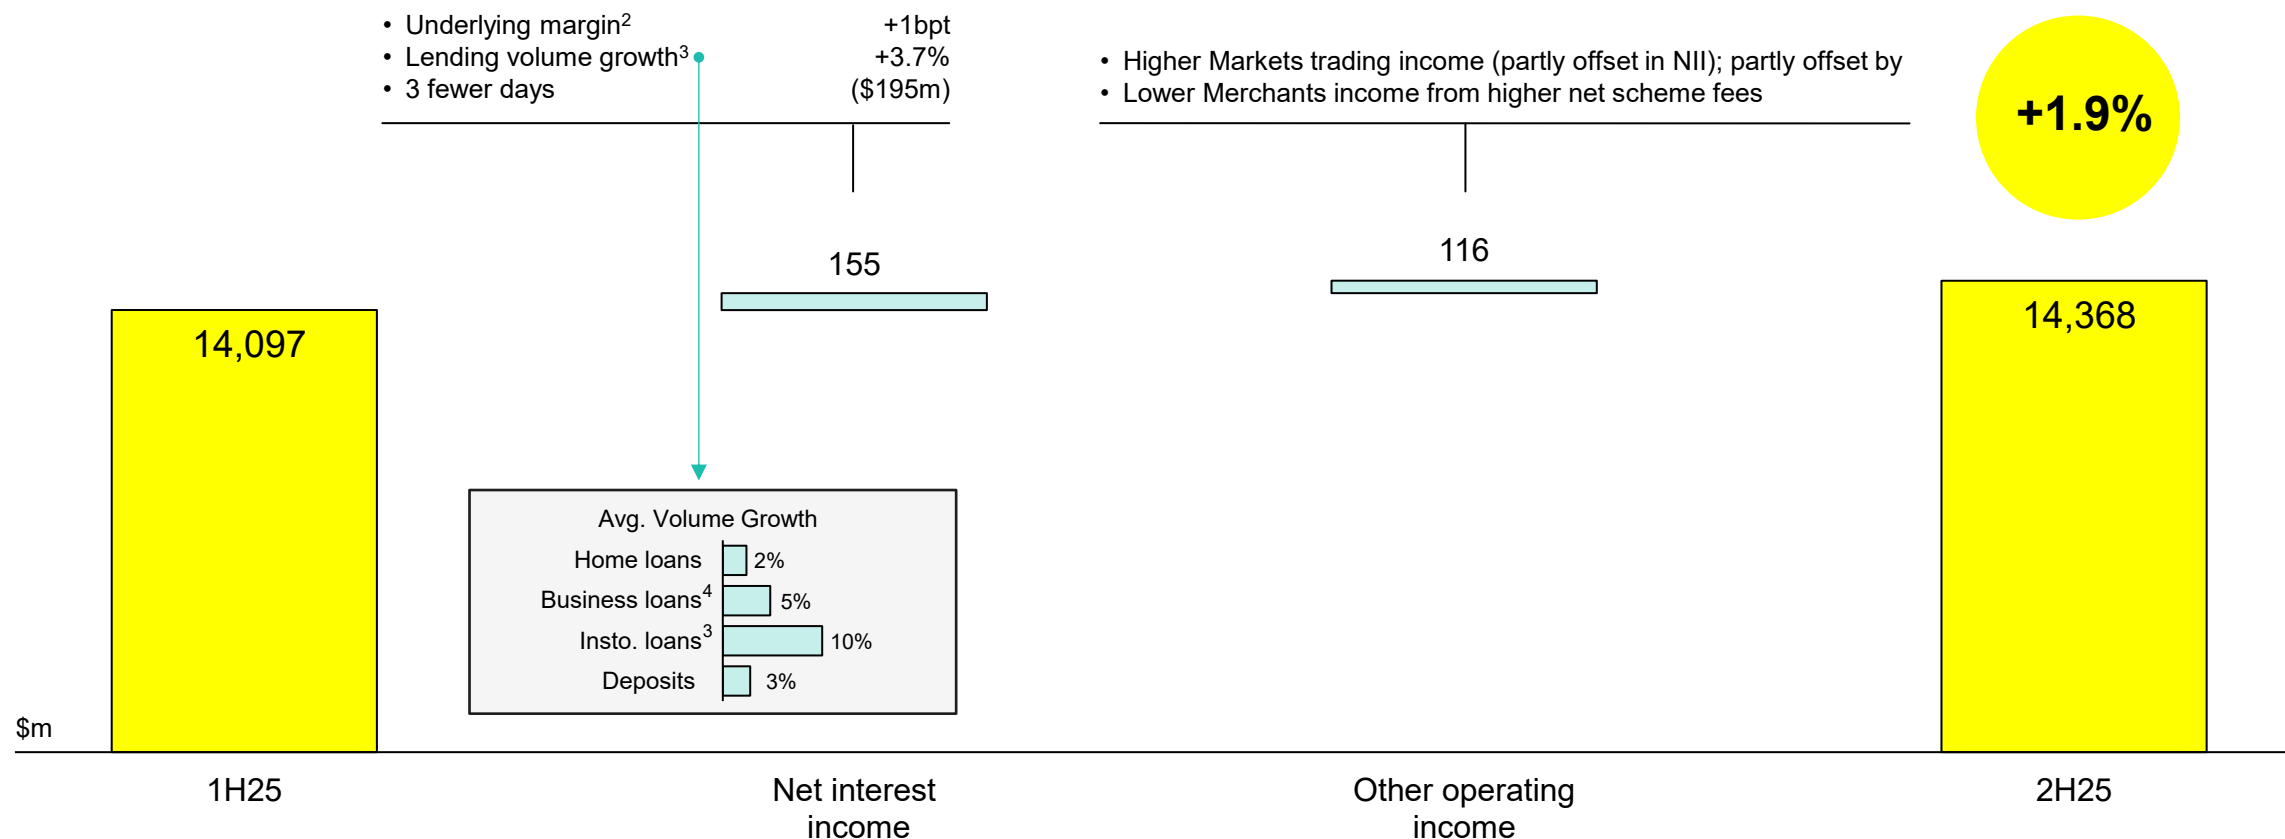 • Underlying margin2 +1bpt
• Lending volume growth3 +3.7%
• 3 fewer days ($195m)
• Higher Markets trading income (partly offset in NII); partly offset by
• Lower Merchants income from higher net scheme fees
+1.9%
155
116
14,097
14,368
Avg. Volume Growth
Home loans 2%
Business loans4 5%
Insto. loans3 10%
Deposits 3%
$m
1H25
Net interest
income
Other operating
income
2H25